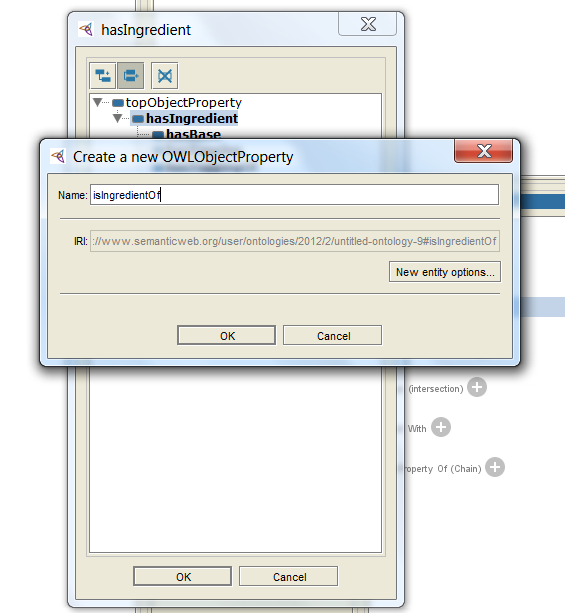 hasIngredient
topObjectProperty
hasIngredient
hasBase
Create a new OWLObjectProperty
Name: isIngredientOf
IRI: ://www.semanticweb.org/user/ontologies/2012/2/untitled-ontology-9#isIngredientOf
New entity options...
OK Cancel
(intersection)
With
Property Of (Chain)
OK Cancel